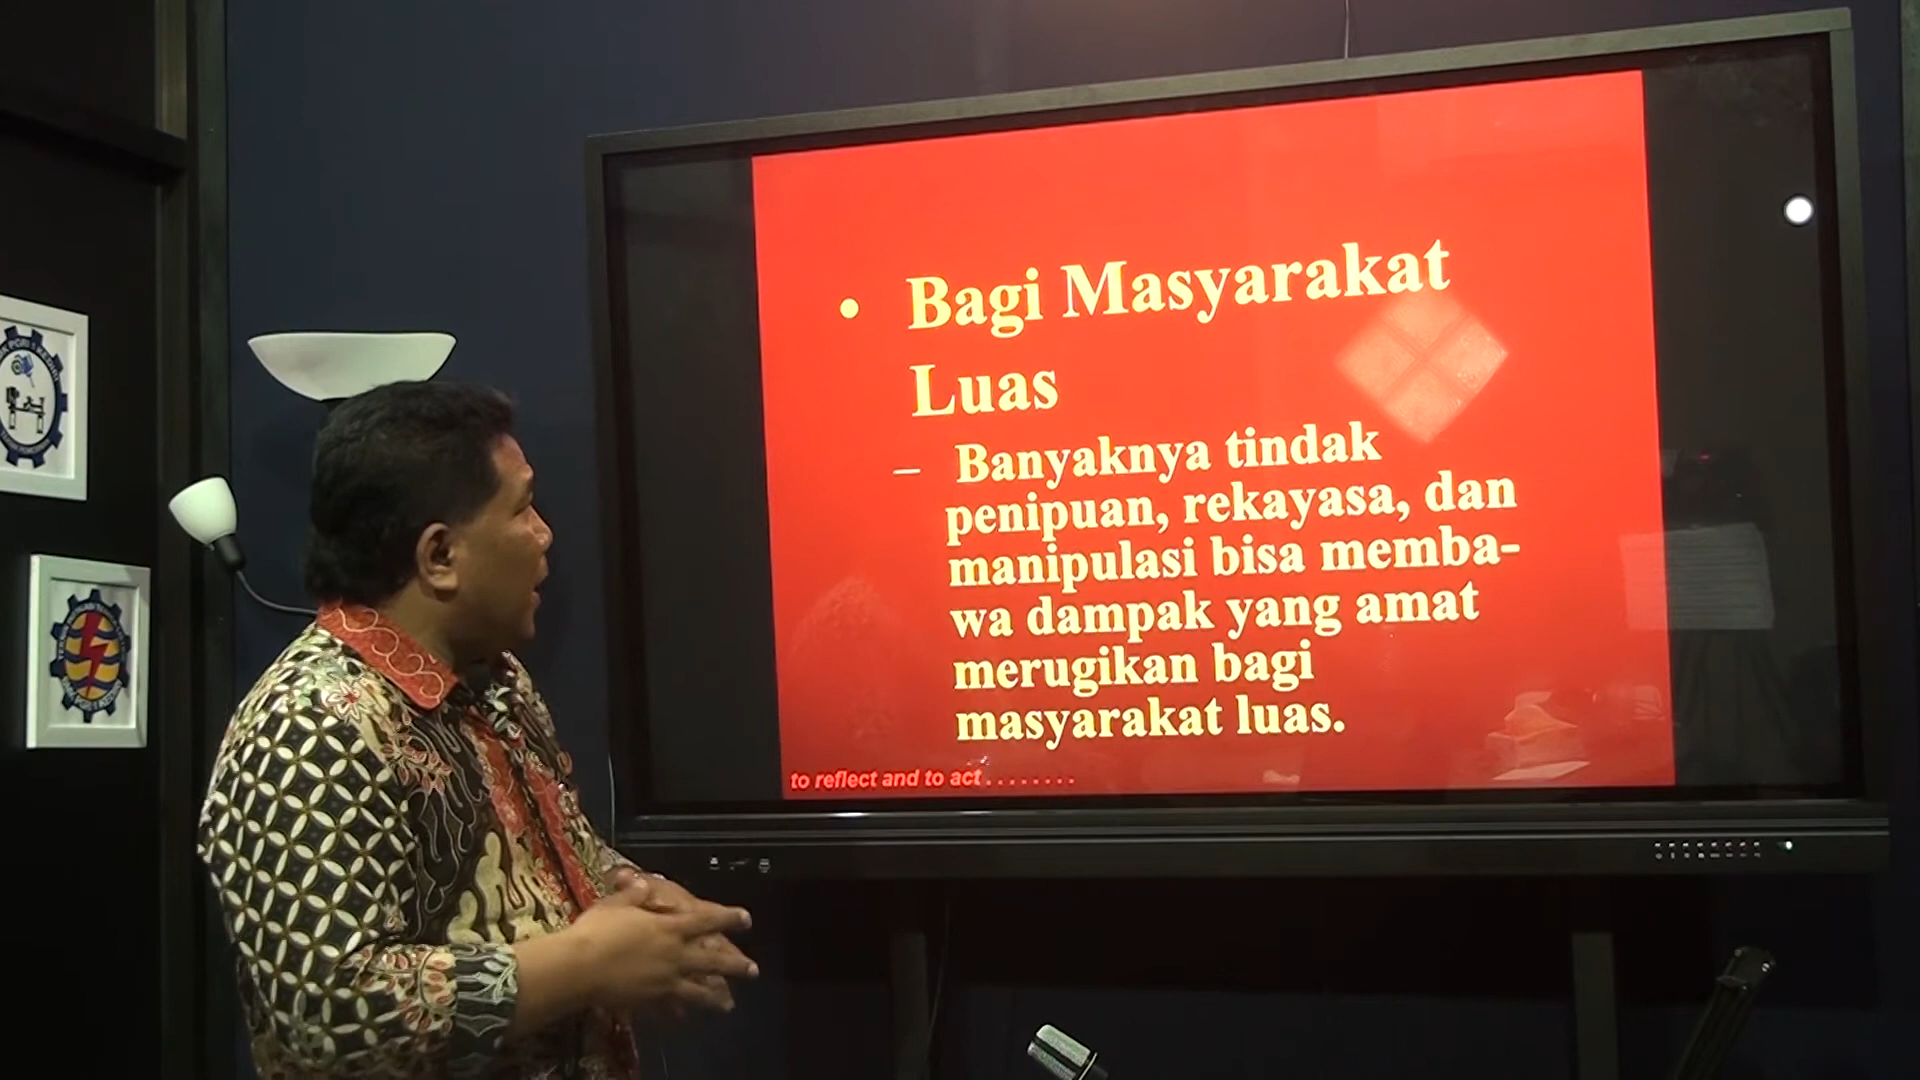 • Bagi Masyarakat
Luas
– Banyaknya tindak
penipuan, rekayasa, dan
manipulasi bisa memba-
wa dampak yang amat
merugikan bagi
masyarakat luas.
to reflect and to act . . . . . . . .